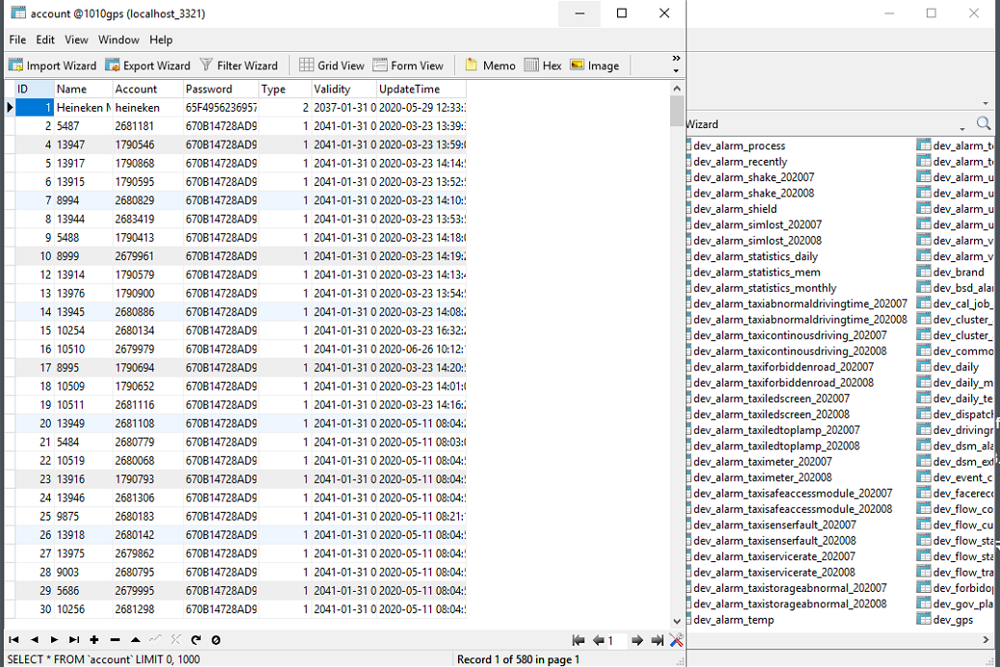 account @1010gps (localhost_3321)
File Edit View Window Help
Import Wizard Export Wizard Filter Wizard Grid View Form View Memo Hex Image
ID Name Account Password Type Validity UpdateTime
1 Heineken heineken 65F4956236957 2 2037-01-31 0 2020-05-29 12:33:
2 5487 2681181 670B14728AD9 1 2041-01-31 0 2020-03-23 13:39:
4 13947 1790546 670B14728AD9 1 2041-01-31 0 2020-03-23 13:59:
5 13917 1790868 670B14728AD9 1 2041-01-31 0 2020-03-23 14:14:
6 13915 1790595 670B14728AD9 1 2041-01-31 0 2020-03-23 13:52:
7 8994 2680829 670B14728AD9 1 2041-01-31 0 2020-03-23 14:10:
8 13944 2683419 670B14728AD9 1 2041-01-31 0 2020-03-23 13:53:
9 5488 1790413 670B14728AD9 1 2041-01-31 0 2020-03-23 14:18:
10 8999 2679961 670B14728AD9 1 2041-01-31 0 2020-03-23 14:19:
12 13914 1790579 670B14728AD9 1 2041-01-31 0 2020-03-23 14:13:
13 13976 1790900 670B14728AD9 1 2041-01-31 0 2020-03-23 13:54:
14 13945 2680886 670B14728AD9 1 2041-01-31 0 2020-03-23 14:08:
15 10254 2680134 670B14728AD9 1 2041-01-31 0 2020-03-23 16:32:
16 10510 2679979 670B14728AD9 1 2041-01-31 0 2020-06-26 10:12:
17 8995 1790694 670B14728AD9 1 2041-01-31 0 2020-03-23 14:20:
18 10509 1790652 670B14728AD9 1 2041-01-31 0 2020-03-23 14:01:
19 10511 2681116 670B14728AD9 1 2041-01-31 0 2020-03-23 14:16:
20 13949 2681108 670B14728AD9 1 2041-01-31 0 2020-05-11 08:04:
21 5484 2680779 670B14728AD9 1 2041-01-31 0 2020-05-11 08:03:
22 10519 2680068 670B14728AD9 1 2041-01-31 0 2020-05-11 08:04:
23 13916 1790793 670B14728AD9 1 2041-01-31 0 2020-05-11 08:04:
24 13946 2681306 670B14728AD9 1 2041-01-31 0 2020-05-11 08:04:
25 9875 2680183 670B14728AD9 1 2041-01-31 0 2020-05-11 08:21:
26 13918 2680142 670B14728AD9 1 2041-01-31 0 2020-05-11 08:04:
27 13975 2679862 670B14728AD9 1 2041-01-31 0 2020-05-11 08:04:
28 9003 2680795 670B14728AD9 1 2041-01-31 0 2020-05-11 08:04:
29 5686 2679995 670B14728AD9 1 2041-01-31 0 2020-05-11 08:04:
30 10256 2681298 670B14728AD9 1 2041-01-31 0 2020-05-11 08:04:
1
SELECT * FROM `account` LIMIT 0, 1000 Record 1 of 580 in page 1
Wizard
dev_alarm_process
dev_alarm_recently
dev_alarm_shake_202007
dev_alarm_shake_202008
dev_alarm_shield
dev_alarm_simlost_202007
dev_alarm_simlost_202008
dev_alarm_statistics_daily
dev_alarm_statistics_mem
dev_alarm_statistics_monthly
dev_alarm_taxiabnormaldrivingtime_202007
dev_alarm_taxiabnormaldrivingtime_202008
dev_alarm_taxicontinousdriving_202007
dev_alarm_taxicontinousdriving_202008
dev_alarm_taxiforbiddenroad_202007
dev_alarm_taxiforbiddenroad_202008
dev_alarm_taxiledscreen_202007
dev_alarm_taxiledscreen_202008
dev_alarm_taxiledtoplamp_202007
dev_alarm_taxiledtoplamp_202008
dev_alarm_taximeter_202007
dev_alarm_taximeter_202008
dev_alarm_taxisafeaccessmodule_202007
dev_alarm_taxisafeaccessmodule_202008
dev_alarm_taxisenserfault_202007
dev_alarm_taxisenserfault_202008
dev_alarm_taxiservicerate_202007
dev_alarm_taxiservicerate_202008
dev_alarm_taxistorageabnormal_202007
dev_alarm_taxistorageabnormal_202008
dev_alarm_temp
dev_alarm_t
dev_alarm_t
dev_alarm_u
dev_alarm_u
dev_alarm_u
dev_alarm_u
dev_alarm_v
dev_alarm_v
dev_brand
dev_bsd_ala
dev_cal_job_
dev_cluster_
dev_cluster_
dev_commo
dev_daily
dev_daily_m
dev_daily_te
dev_dispatch
dev_drivingr
dev_dsm_ala
dev_dsm_ex
dev_event_c
dev_facerec
dev_flow_co
dev_flow_cu
dev_flow_sta
dev_flow_sta
dev_flow_tra
dev_forbido
dev_gov_pla
dev_gps